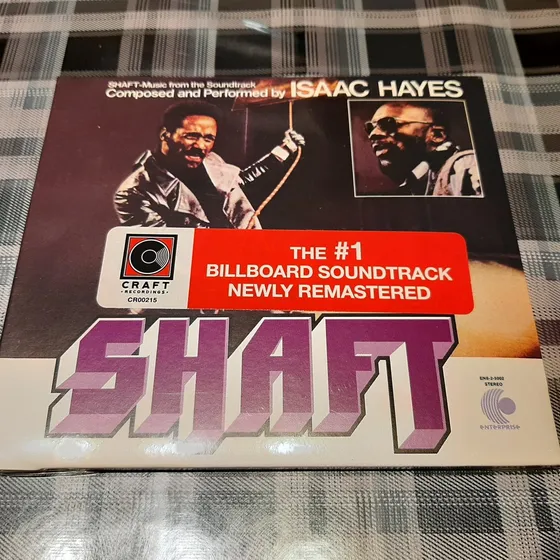 SHAFT-Music from the Soundtrack
Composed and Performed by ISAAC HAYES
CRAFT
RECORDINGS
CR00215
THE #1
BILLBOARD SOUNDTRACK
NEWLY REMASTERED
SHAFT
ENS-2-5002
STEREO
ENTERPRISE